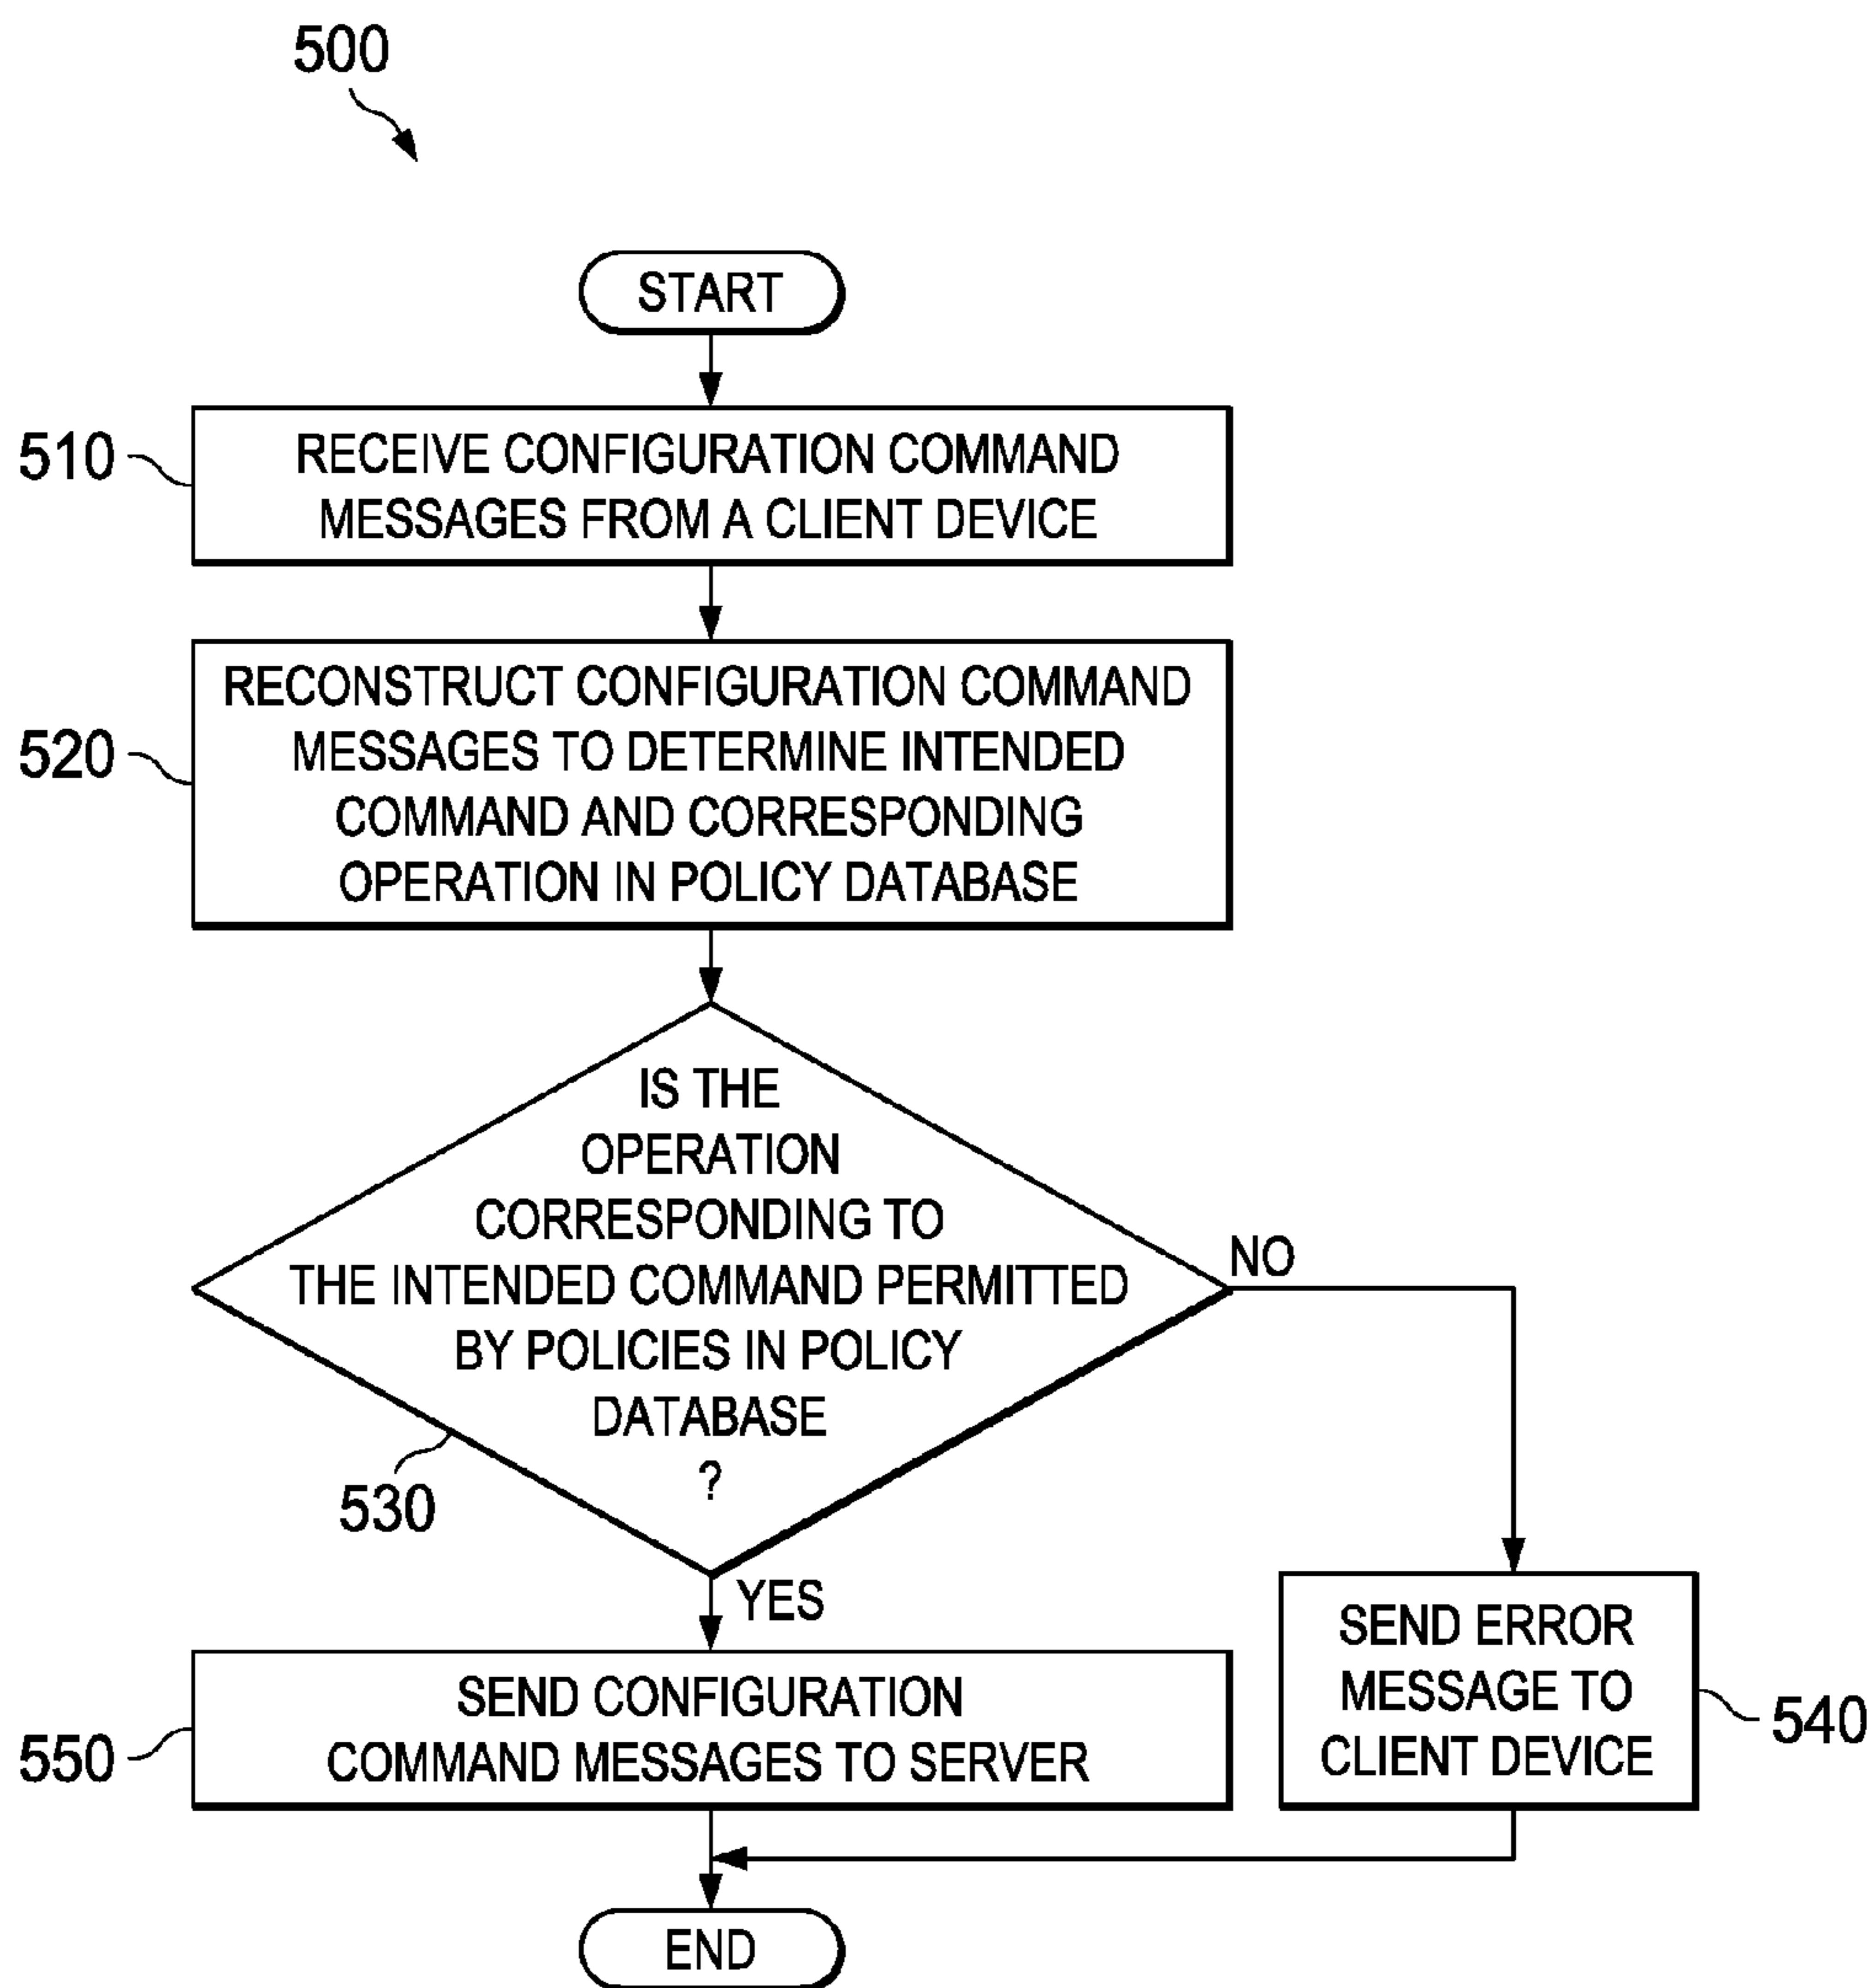 500
START
510
RECEIVE CONFIGURATION COMMAND
MESSAGES FROM A CLIENT DEVICE
520
RECONSTRUCT CONFIGURATION COMMAND
MESSAGES TO DETERMINE INTENDED
COMMAND AND CORRESPONDING
OPERATION IN POLICY DATABASE
IS THE
OPERATION
CORRESPONDING TO
THE INTENDED COMMAND PERMITTED
BY POLICIES IN POLICY
DATABASE
?
530
NO
YES
SEND ERROR
MESSAGE TO
CLIENT DEVICE
540
550
SEND CONFIGURATION
COMMAND MESSAGES TO SERVER
END